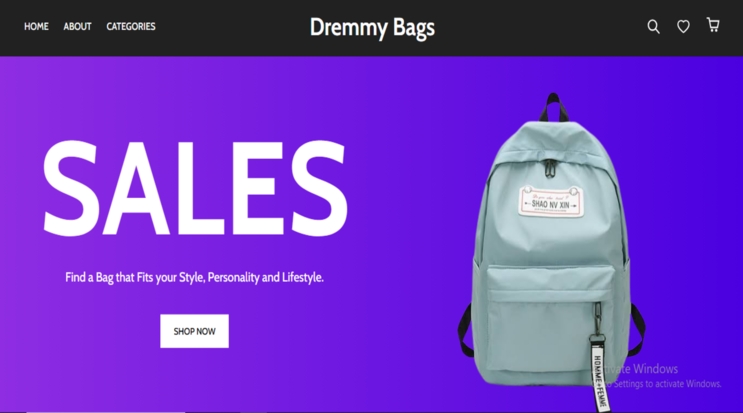 HOME ABOUT CATEGORIES Dremmy Bags
SALES
Find a Bag that Fits your Style, Personality and Lifestyle.
SHOP NOW
SHAO NV XIN
HOMME+FEMME
Activate Windows
Go to Settings to activate Windows.